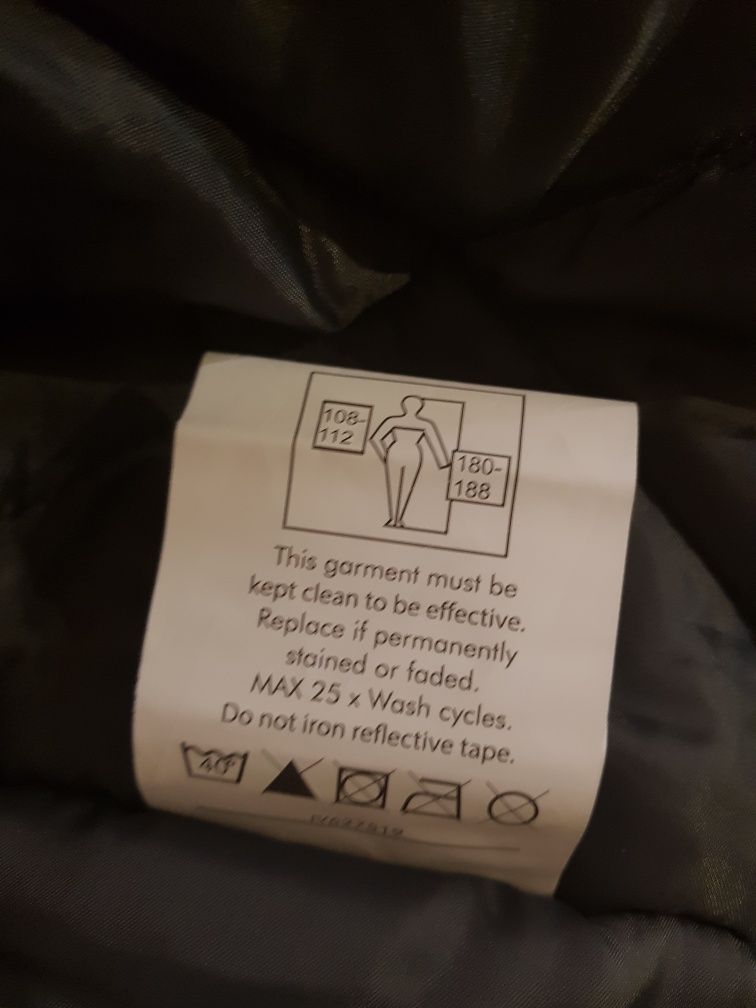 108-
112
180-
188
This garment must be
kept clean to be effective.
Replace if permanently
stained or faded.
MAX 25 x Wash cycles.
Do not iron reflective tape.
40°